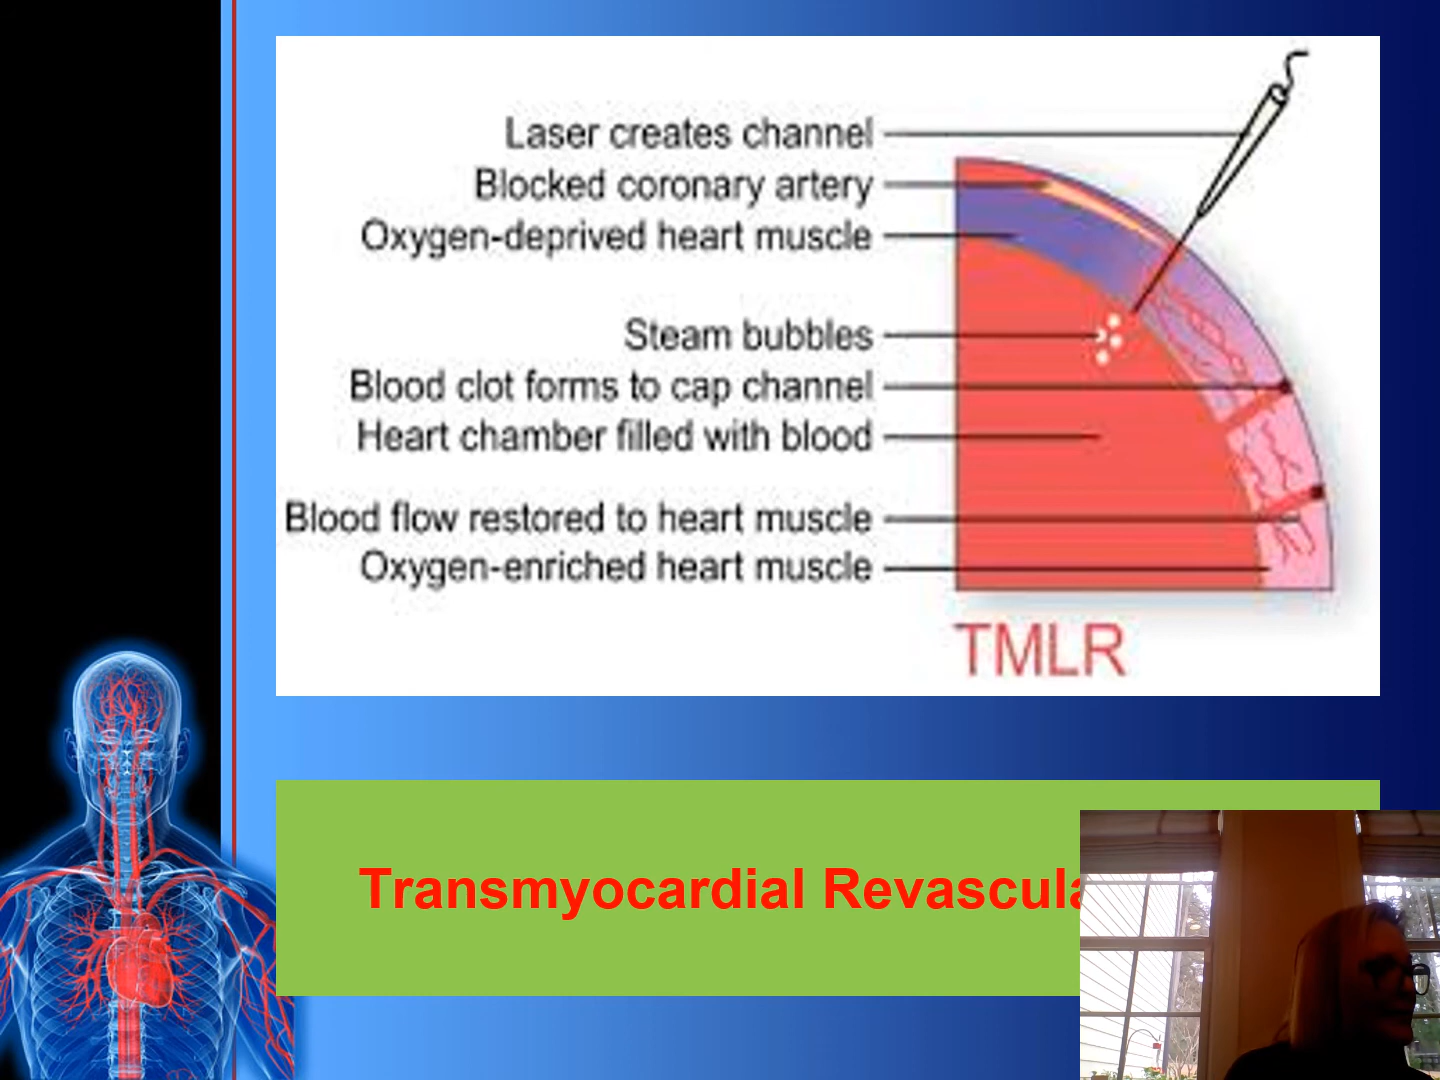 Laser creates channel
Blocked coronary artery
Oxygen-deprived heart muscle
Steam bubbles
Blood clot forms to cap channel
Heart chamber filled with blood
Blood flow restored to heart muscle
Oxygen-enriched heart muscle
TMLR
Transmyocardial